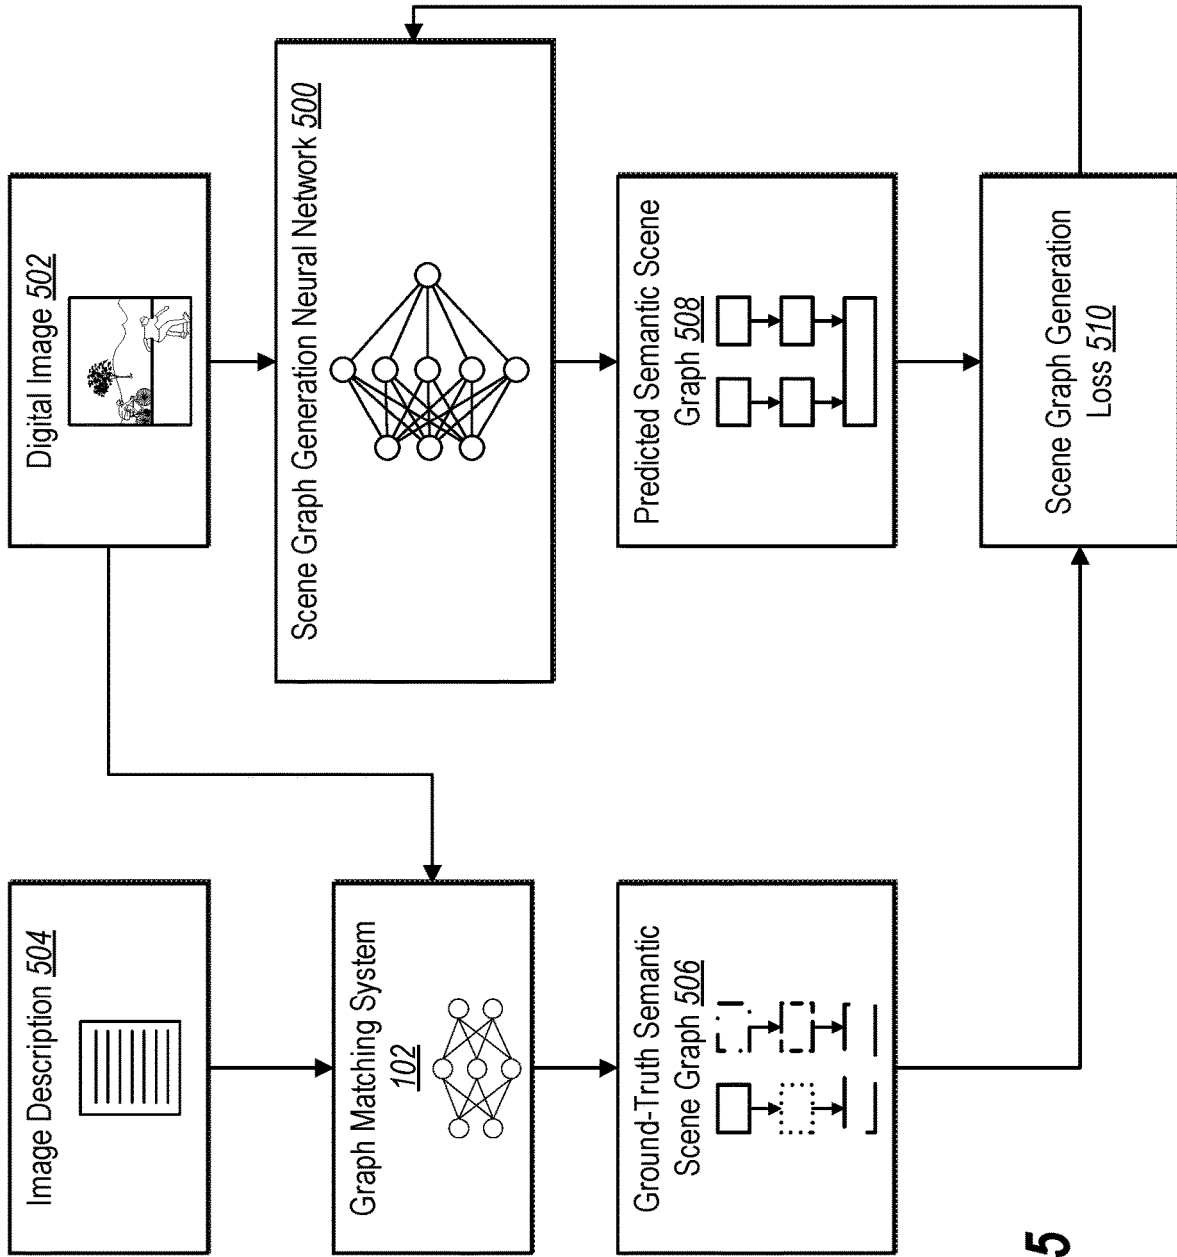 Image Description 504
Digital Image 502
Graph Matching System
102
Scene Graph Generation Neural Network 500
Ground-Truth Semantic
Scene Graph 506
Predicted Semantic Scene
Graph 508
Scene Graph Generation
Loss 510
5